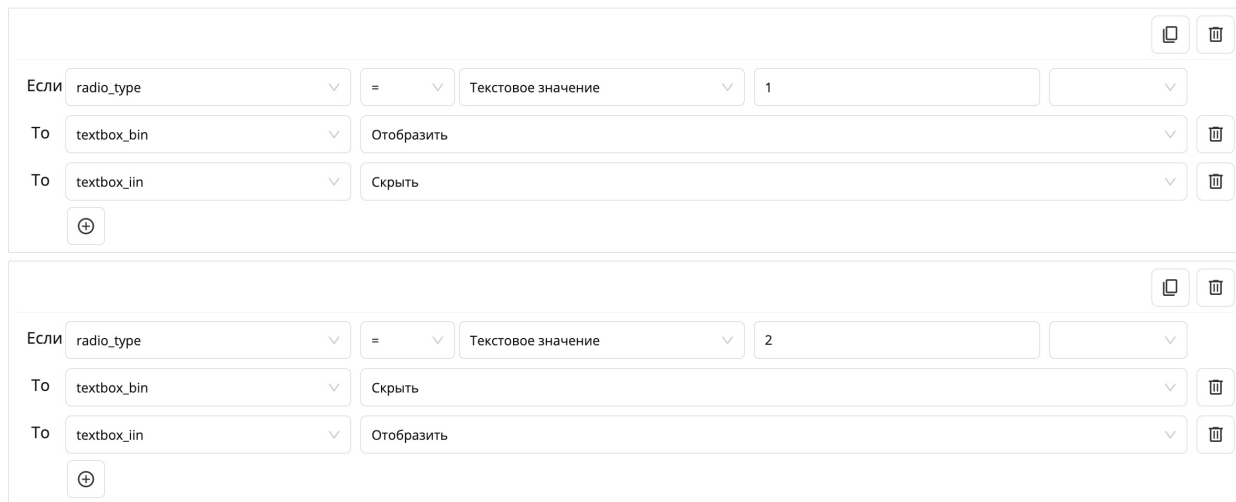 Если radio_type = Текстовое значение 1
То textbox_bin Отобразить
То textbox_iin Скрыть
Если radio_type = Текстовое значение 2
То textbox_bin Скрыть
То textbox_iin Отобразить